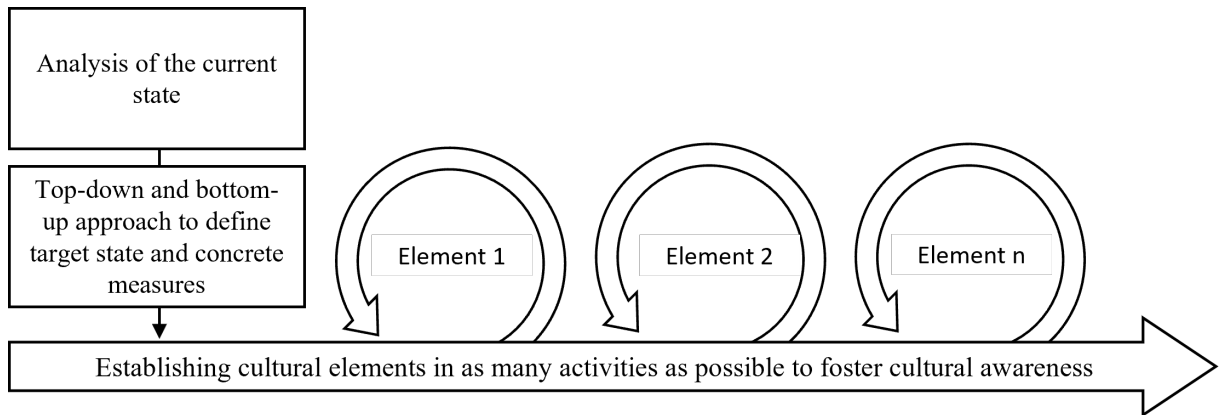 Analysis of the current
state
Top-down and bottom-
up approach to define
target state and concrete
measures
Element 1
Element 2
Element n
Establishing cultural elements in as many activities as possible to foster cultural awareness